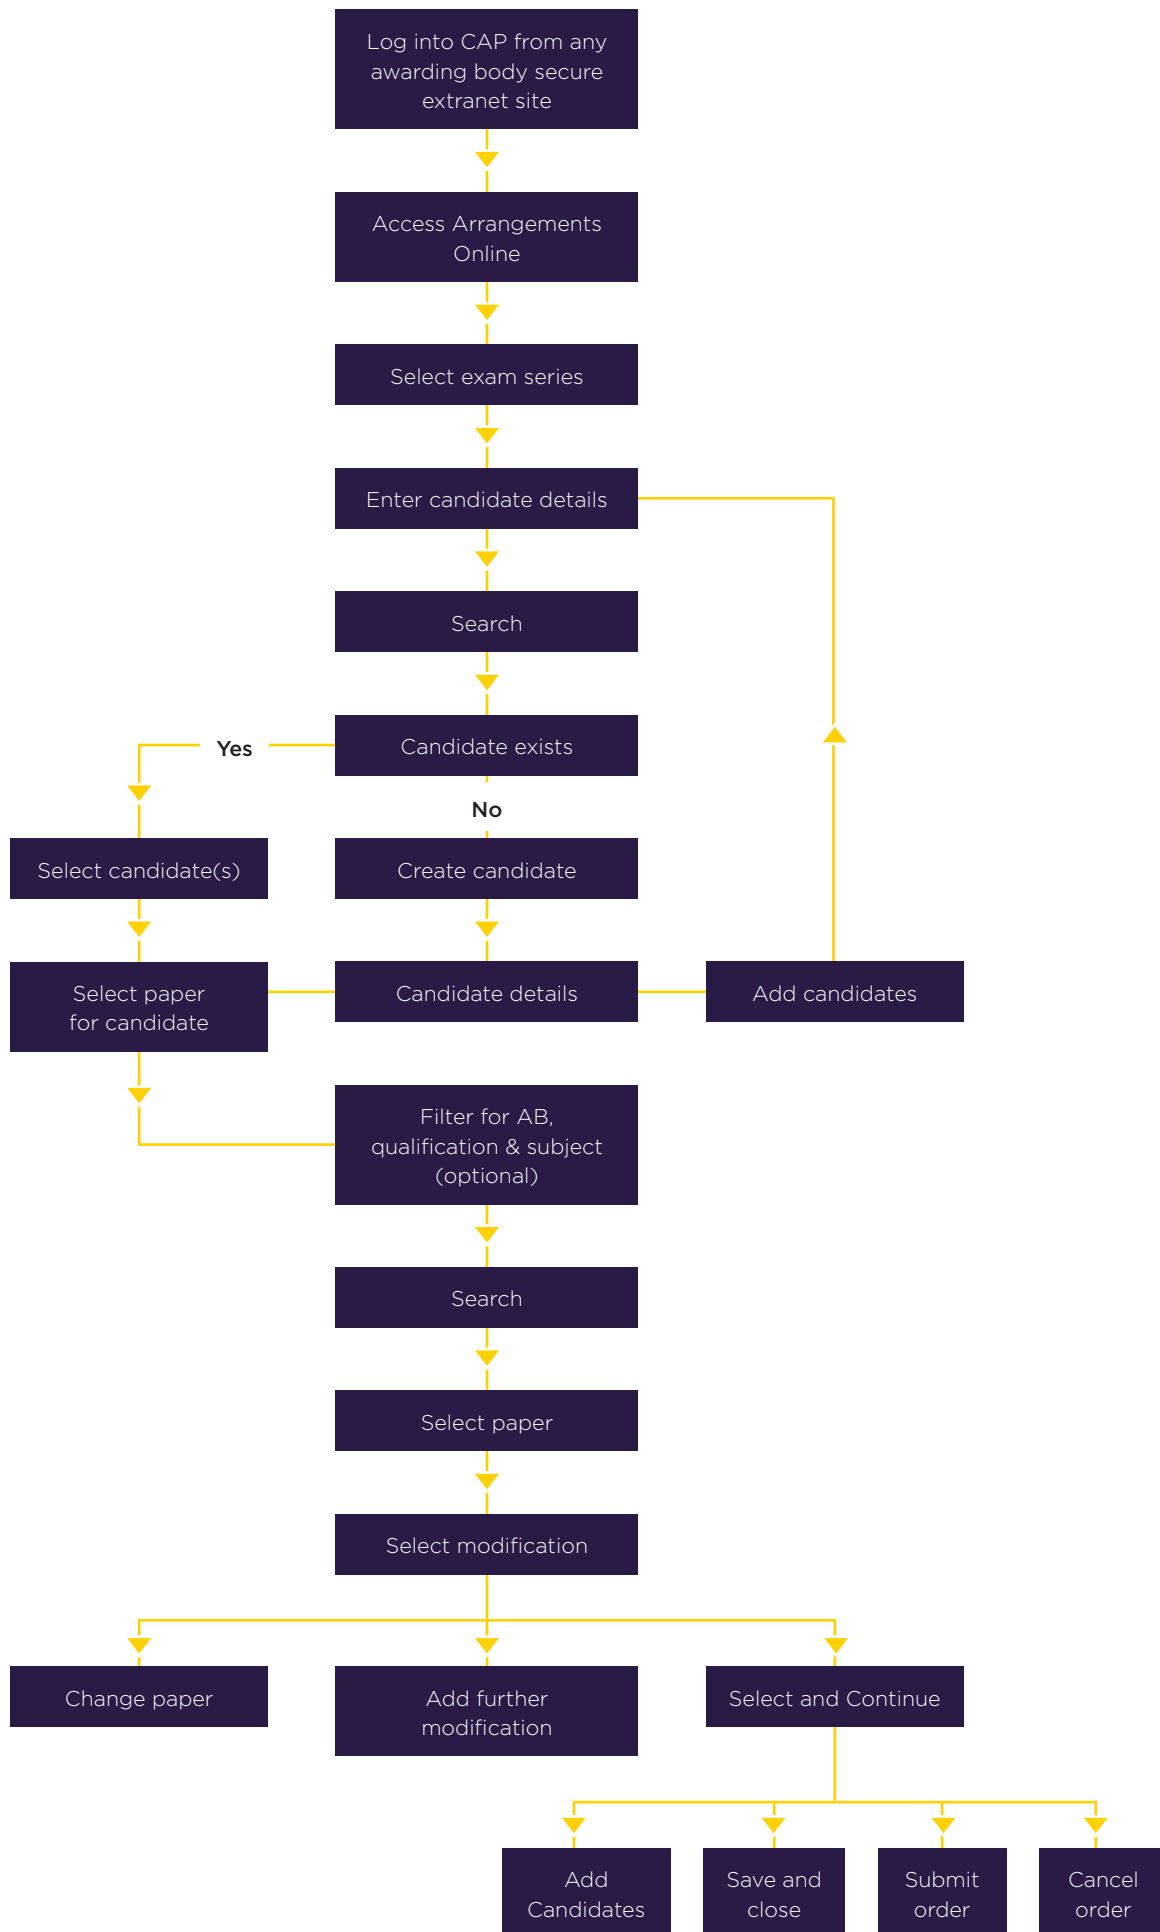 Log into CAP from any
awarding body secure
extranet site
Access Arrangements
Online
Select exam series
Enter candidate details
Search
Candidate exists
Yes
No
Select candidate(s)
Create candidate
Select paper
for candidate
Candidate details
Add candidates
Filter for AB,
qualification & subject
(optional)
Search
Select paper
Select modification
Change paper
Add further
modification
Select and Continue
Add
Candidates
Save and
close
Submit
order
Cancel
order